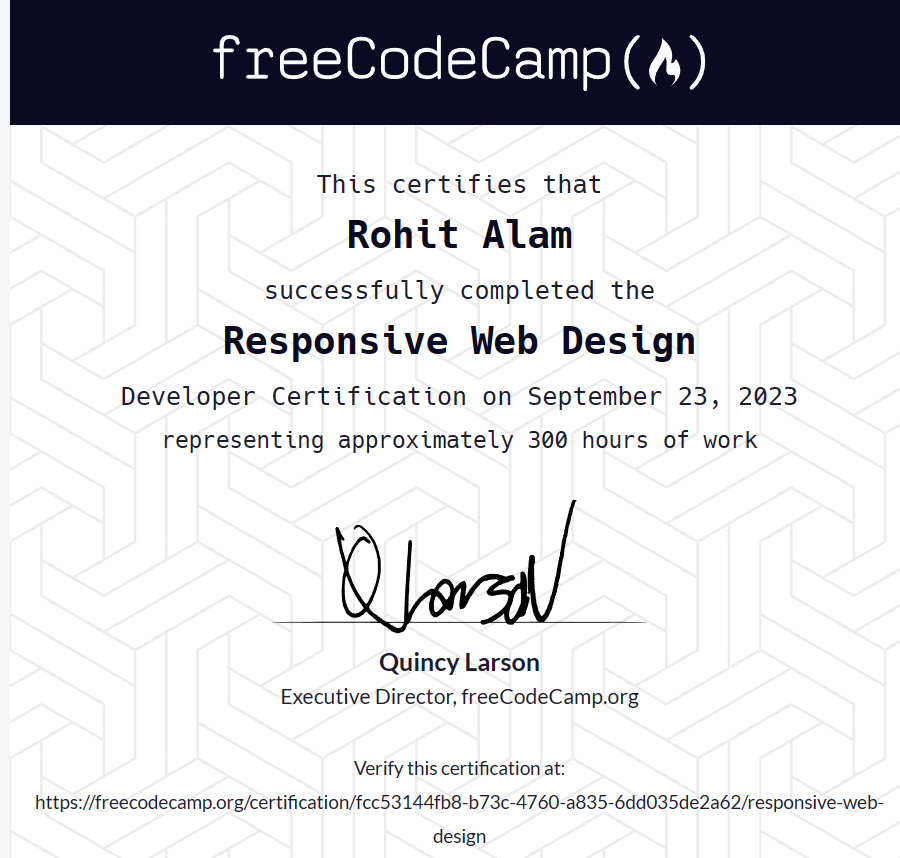 freeCodeCamp(🔥)
This certifies that
Rohit Alam
successfully completed the
Responsive Web Design
Developer Certification on September 23, 2023
representing approximately 300 hours of work
QLarson
Quincy Larson
Executive Director, freeCodeCamp.org
Verify this certification at:
https://freecodecamp.org/certification/fcc53144fb8-b73c-4760-a835-6dd035de2a62/responsive-web-
design